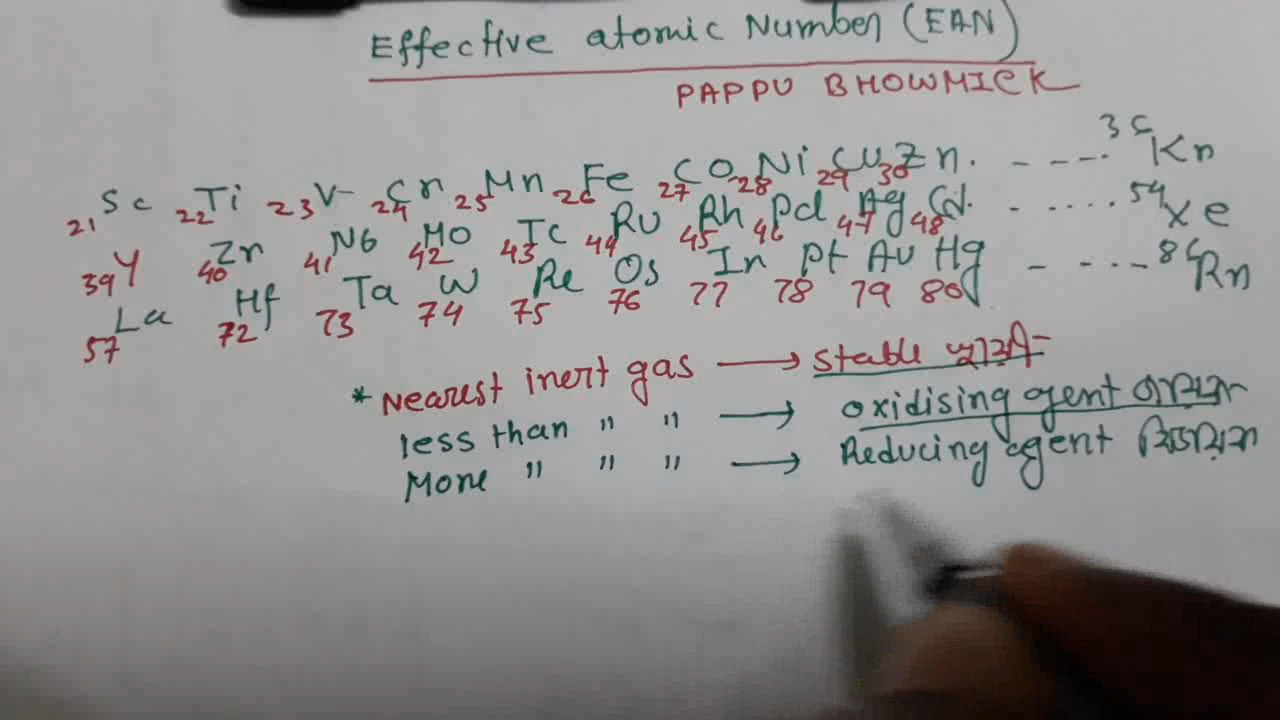 Effective atomic Number (EAN)
PAPPU BHOWMICK
21Sc 22Ti 23V 24Cr 25Mn 26Fe 27CO 28Ni 29CU 30Zn. - - - - . 36Kr
39Y 40Zr 41Nb 42MO 43TC 44RU 45Rh 46Pd 47Ag 48Cd. - . . . . . 54Xe
57La 72Hf 73Ta 74W 75Re 76Os 77Ir 78Pt 79AU 80Hg - - - - - 86Rn
* Nearest inert gas → Stable
less than " " → Oxidising agent
More " " " → Reducing agent